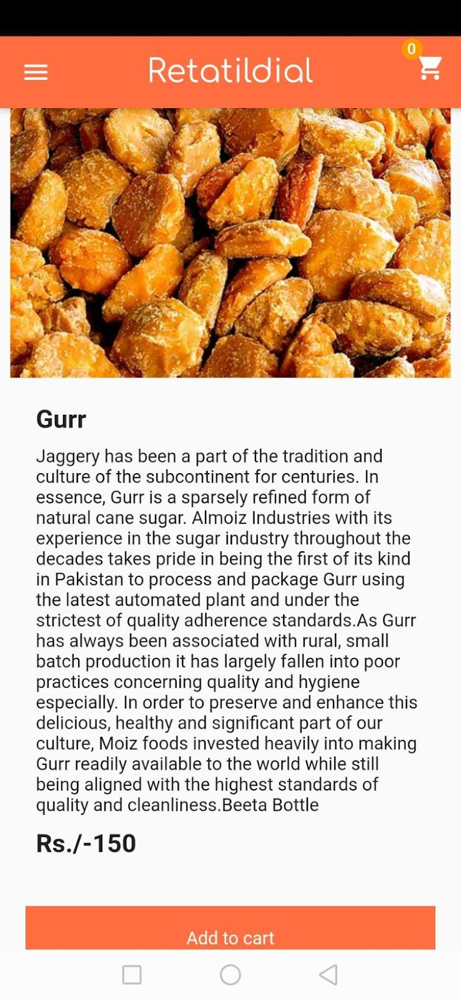 0
Retatildial
Gurr
Jaggery has been a part of the tradition and
culture of the subcontinent for centuries. In
essence, Gurr is a sparsely refined form of
natural cane sugar. Almoiz Industries with its
experience in the sugar industry throughout the
decades takes pride in being the first of its kind
in Pakistan to process and package Gurr using
the latest automated plant and under the
strictest of quality adherence standards.As Gurr
has always been associated with rural, small
batch production it has largely fallen into poor
practices concerning quality and hygiene
especially. In order to preserve and enhance this
delicious, healthy and significant part of our
culture, Moiz foods invested heavily into making
Gurr readily available to the world while still
being aligned with the highest standards of
quality and cleanliness.Beeta Bottle
Rs./-150
Add to cart